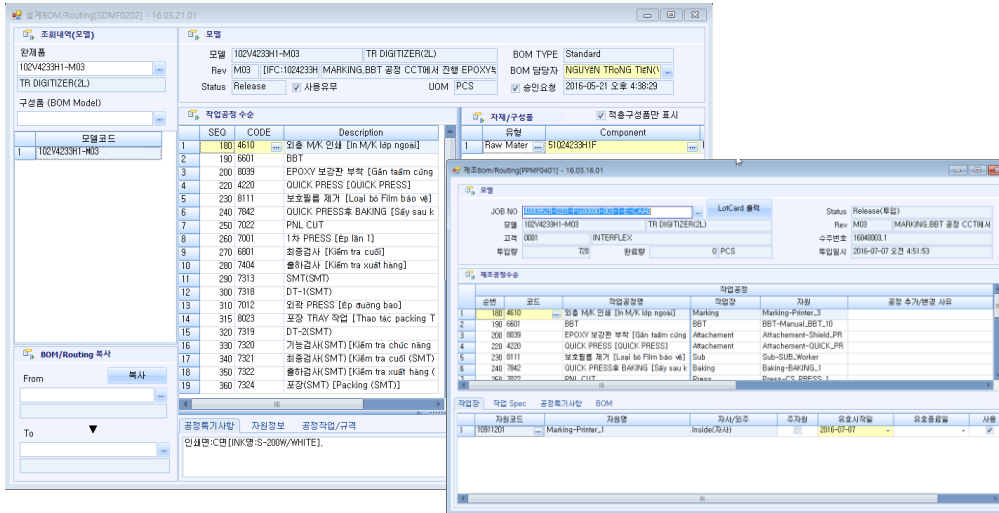 설계BOM/Routing[SDMF0202] - 16.03.21.01
조회내역(모델)
완제품
102V4233H1-M03
TR DIGITIZER(2L)
구성품 (BOM Model)
모델코드
1 102V4233H1-M03
BOM/Routing 복사
From
복사
To
모델
모델 102V4233H1-M03 TR DIGITIZER(2L) BOM TYPE Standard
Rev M03 [IFC:1024233H MARKING,BBT 공정 CCT에서 진행 EPOXY BOM 담당자 NGUYỄN TRỌNG TIẾN(V
Status Release 사용유무 UOM PCS 승인요청 2016-05-21 오후 4:38:29
작업공정 수순
SEQ CODE Description
1 180 4610 외층 M/K 인쇄 [In M/K lớp ngoài]
2 190 6601 BBT
3 200 8039 EPOXY 보강판 부착 [Gắn tấm cứng
4 220 4220 QUICK PRESS [QUICK PRESS]
5 230 8111 보호필름 제거 [Loại bỏ Film bảo vệ]
6 240 7842 QUICK PRESS후 BAKING [Sấy sau k
7 250 7022 PNL CUT
8 260 7001 1차 PRESS [Ép lần 1]
9 270 6801 최종검사 [Kiểm tra cuối]
10 280 7404 출하검사 [Kiểm tra xuất hàng]
11 290 7313 SMT(SMT)
12 300 7318 DT-1(SMT)
13 310 7012 외곽 PRESS [Ép đường bao]
14 315 8023 포장 TRAY 작업 [Thao tác packing T
15 320 7319 DT-2(SMT)
16 330 7320 기능검사(SMT) [Kiểm tra chức năng
17 340 7321 최종검사(SMT) [Kiểm tra cuối (SMT)
18 350 7322 출하검사(SMT) [Kiểm tra xuất hàng (
19 360 7324 포장(SMT) [Packing (SMT)]
공정특기사항 자원정보 공정작업/규격
인쇄면:C면[INK명:S-200W/WHITE],
자재/구성품 적층구성품만 표시
유형 Component
1 Raw Mater 51024233H1F
제조Bom/Routing[PPMF0401] - 16.03.16.01
모델
JOB NO LotCard 출력 Status Release(투입)
모델 102V4233H1-M03 TR DIGITIZER(2L) Rev M03 MARKING,BBT 공정 CCT에서
고객 0001 INTERFLEX 수주번호 16040003,1
투입량 720 완료량 0 PCS 투입일시 2016-07-07 오전 4:51:53
제조공정수순
작업공정
순번 코드 작업공정명 작업장 자원 공정 추가/변경 사유
1 180 4610 외층 M/K 인쇄 [In M/K lớp ngoài] Marking Marking-Printer_3
2 190 6601 BBT BBT BBT-Manual_BBT_10
3 200 8039 EPOXY 보강판 부착 [Gắn tấm cứng Attachement Attachement-Shield_PR
4 220 4220 QUICK PRESS [QUICK PRESS] Attachement Attachement-QUICK_PR
5 230 8111 보호필름 제거 [Loại bỏ Film bảo vệ] Sub Sub-SUB_Worker
6 240 7842 QUICK PRESS후 BAKING [Sấy sau k Baking Baking-BAKING_1
7 250 7022 PNL CUT Press Press-CS_PRESS_1
작업장 작업 Spec 공정특기사항 BOM
자원코드 자원명 자사/외주 주자원 유효시작일 유효종료일 사용
1 10911201 Marking-Printer_1 Inside(자사) 2016-07-07